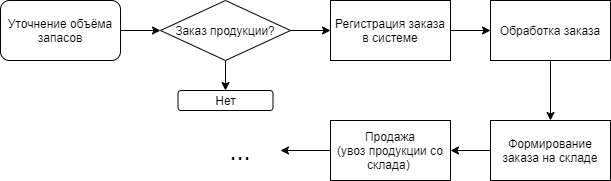 Уточнение объёма
запасов
Заказ продукции?
Регистрация заказа
в системе
Обработка заказа
Нет
Формирование
заказа на складе
Продажа
(увоз продукции со
склада)
...